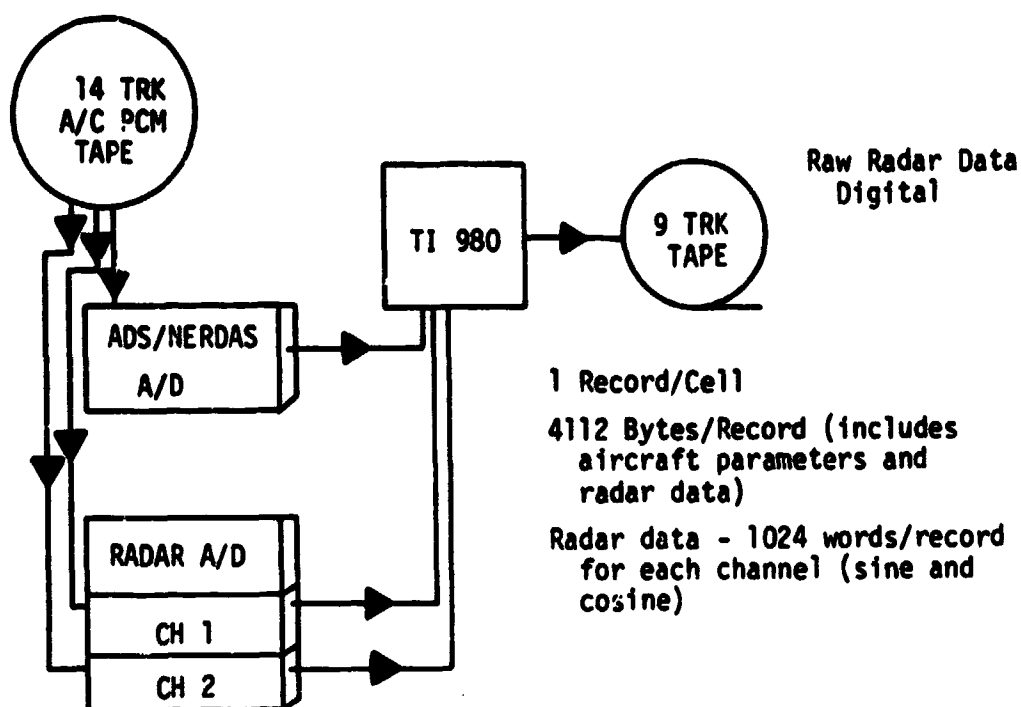 14 TRK
A/C PCM
TAPE
ADS/NERDAS
A/D
RADAR A/D
CH 1
CH 2
TI 980
9 TRK
TAPE
Raw Radar Data
Digital
1 Record/Cell
4112 Bytes/Record (includes
aircraft parameters and
radar data)
Radar data - 1024 words/record
for each channel (sine and
cosine)